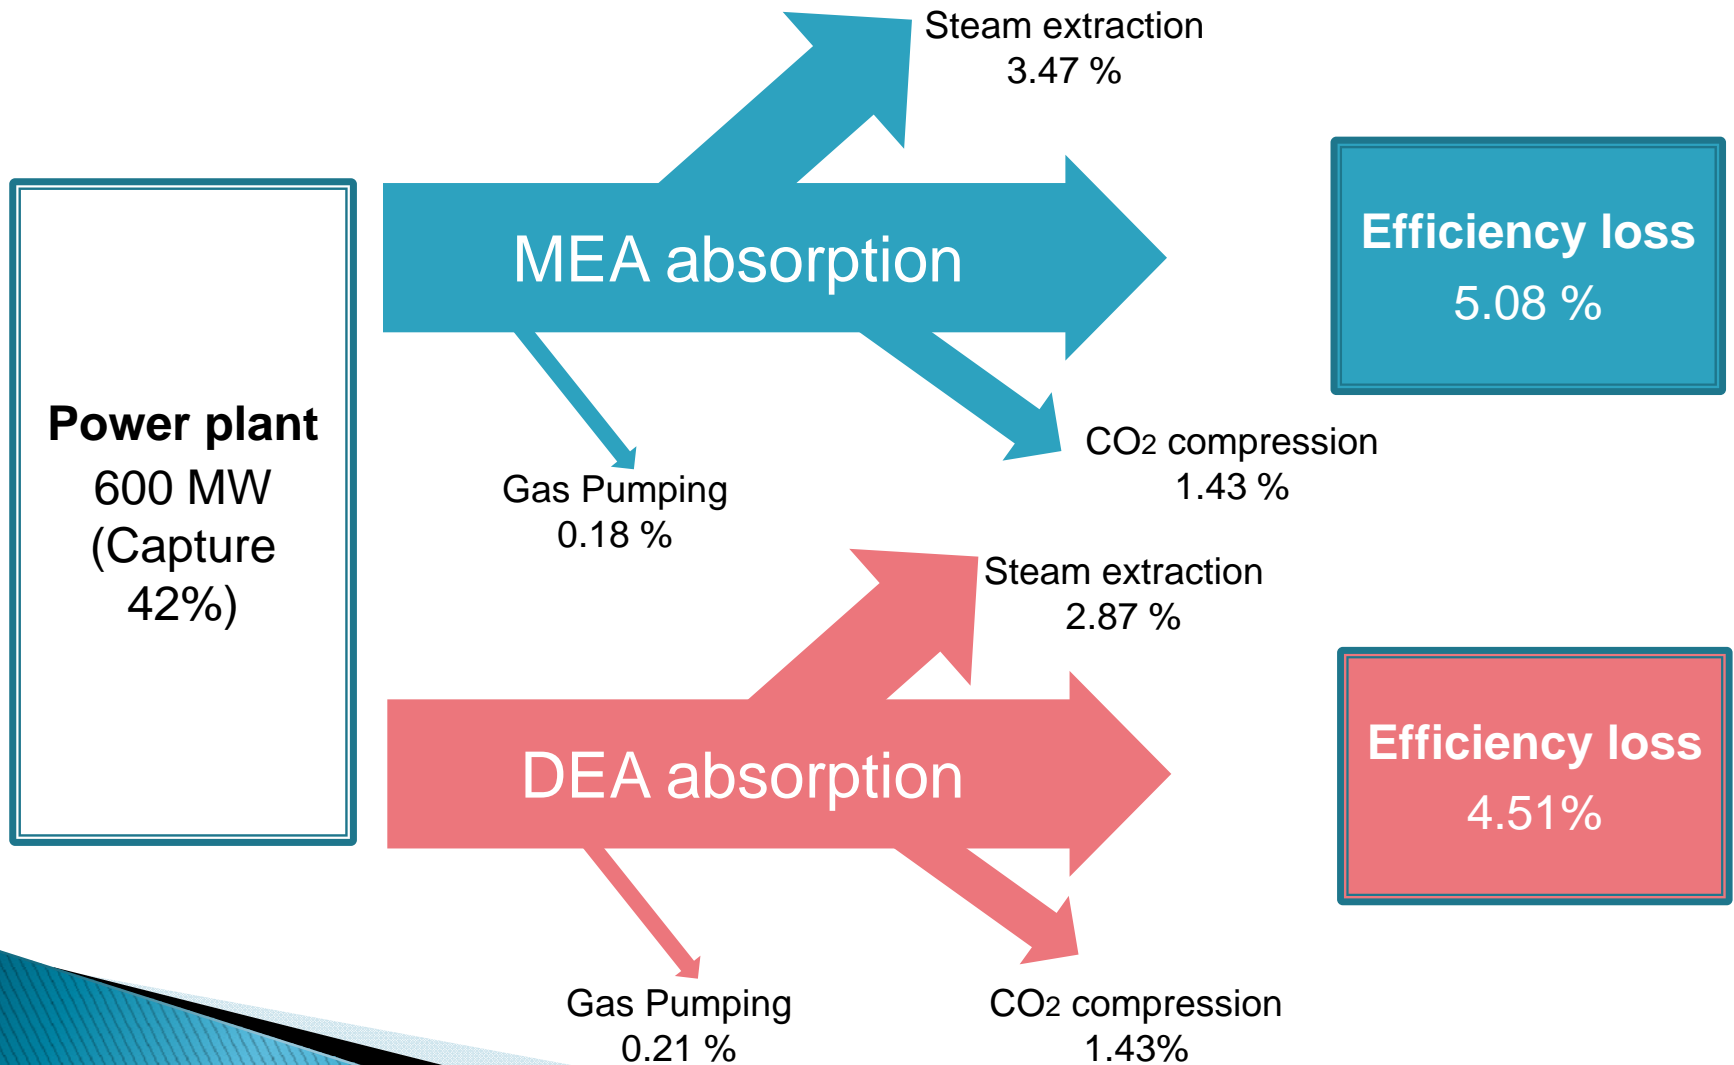 Steam extraction
3.47 %
MEA absorption
Efficiency loss
5.08 %
Power plant
600 MW
(Capture
42%)
CO2 compression
1.43 %
Gas Pumping
0.18 %
Steam extraction
2.87 %
DEA absorption
Efficiency loss
4.51%
Gas Pumping
0.21 %
CO2 compression
1.43%